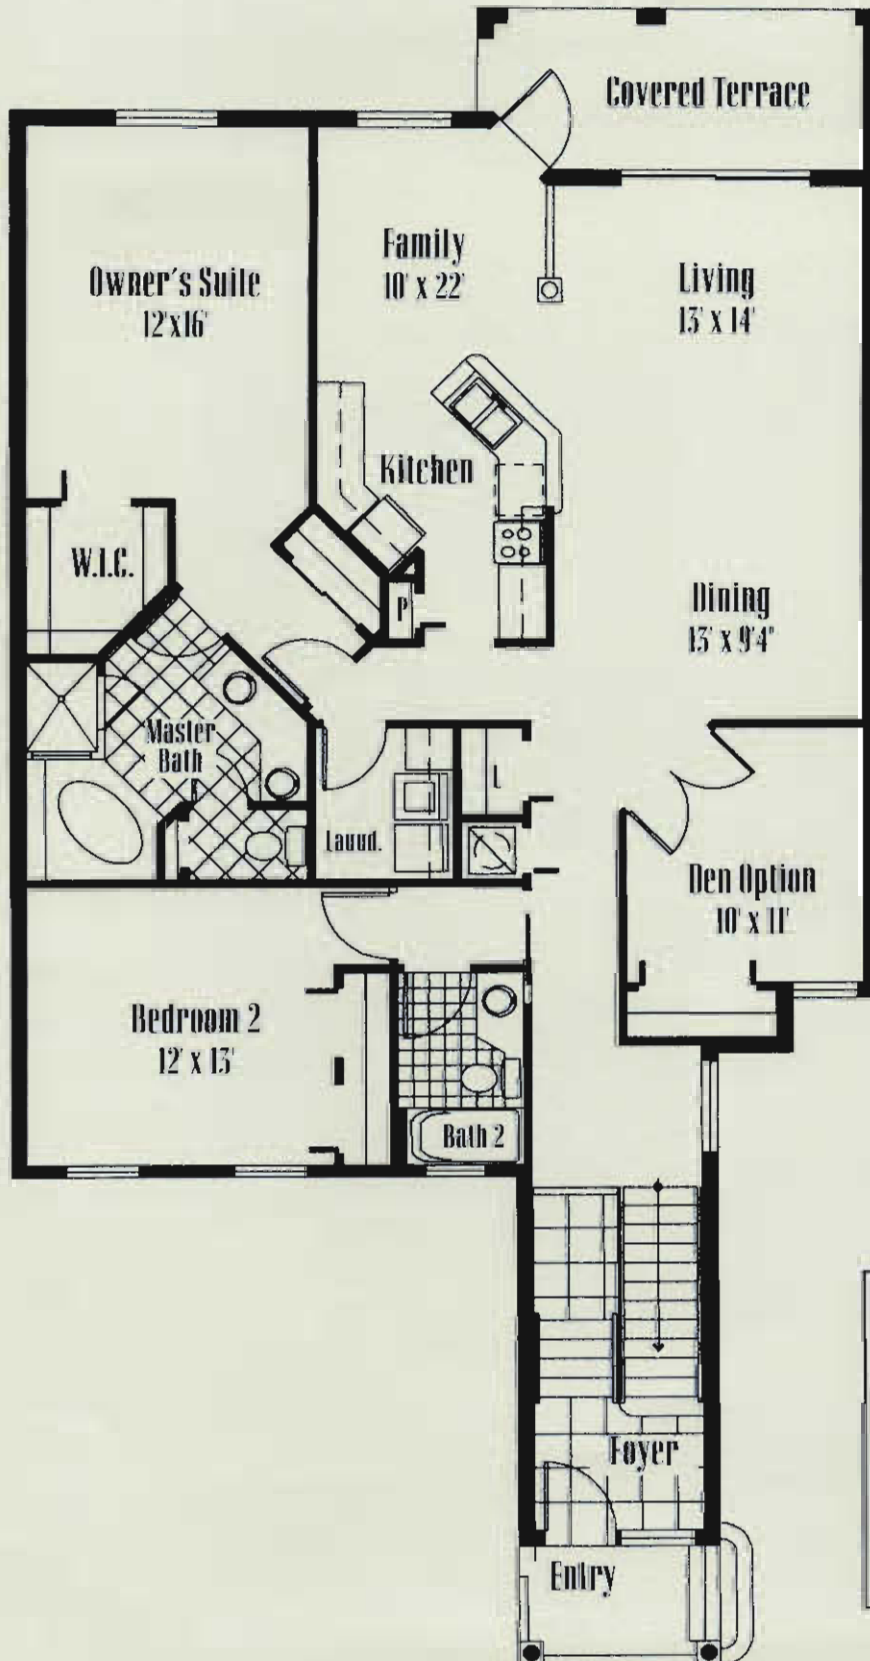 Covered Terrace
Family
10' x 22'
Owner's Suite
12'x16'
Living
13' x 14'
Kitchen
W.I.C.
P
Dining
13' x 9'4"
Master
Bath
L
Laund.
Den Option
10' x 11'
Bedroom 2
12' x 13'
Bath 2
Foyer
Entry